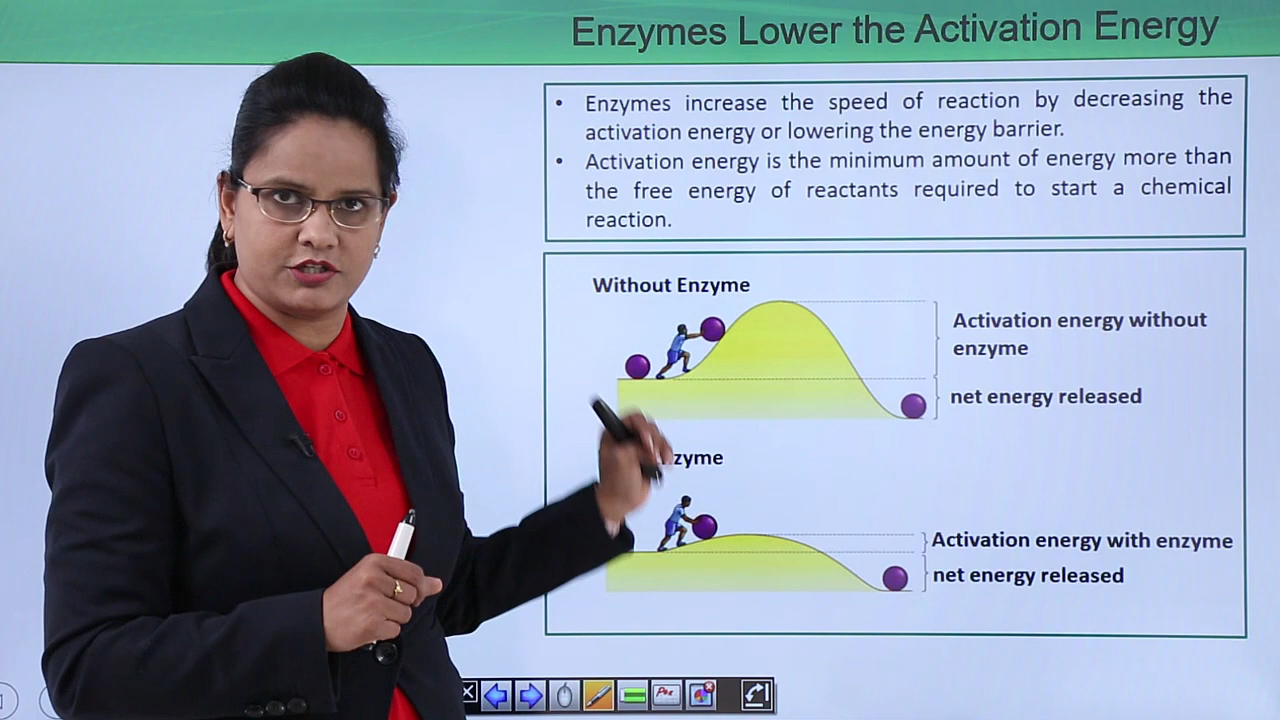 Enzymes Lower the Activation Energy
• Enzymes increase the speed of reaction by decreasing the
activation energy or lowering the energy barrier.
• Activation energy is the minimum amount of energy more than
the free energy of reactants required to start a chemical
reaction.
Without Enzyme
Activation energy without
enzyme
net energy released
zyme
Activation energy with enzyme
net energy released